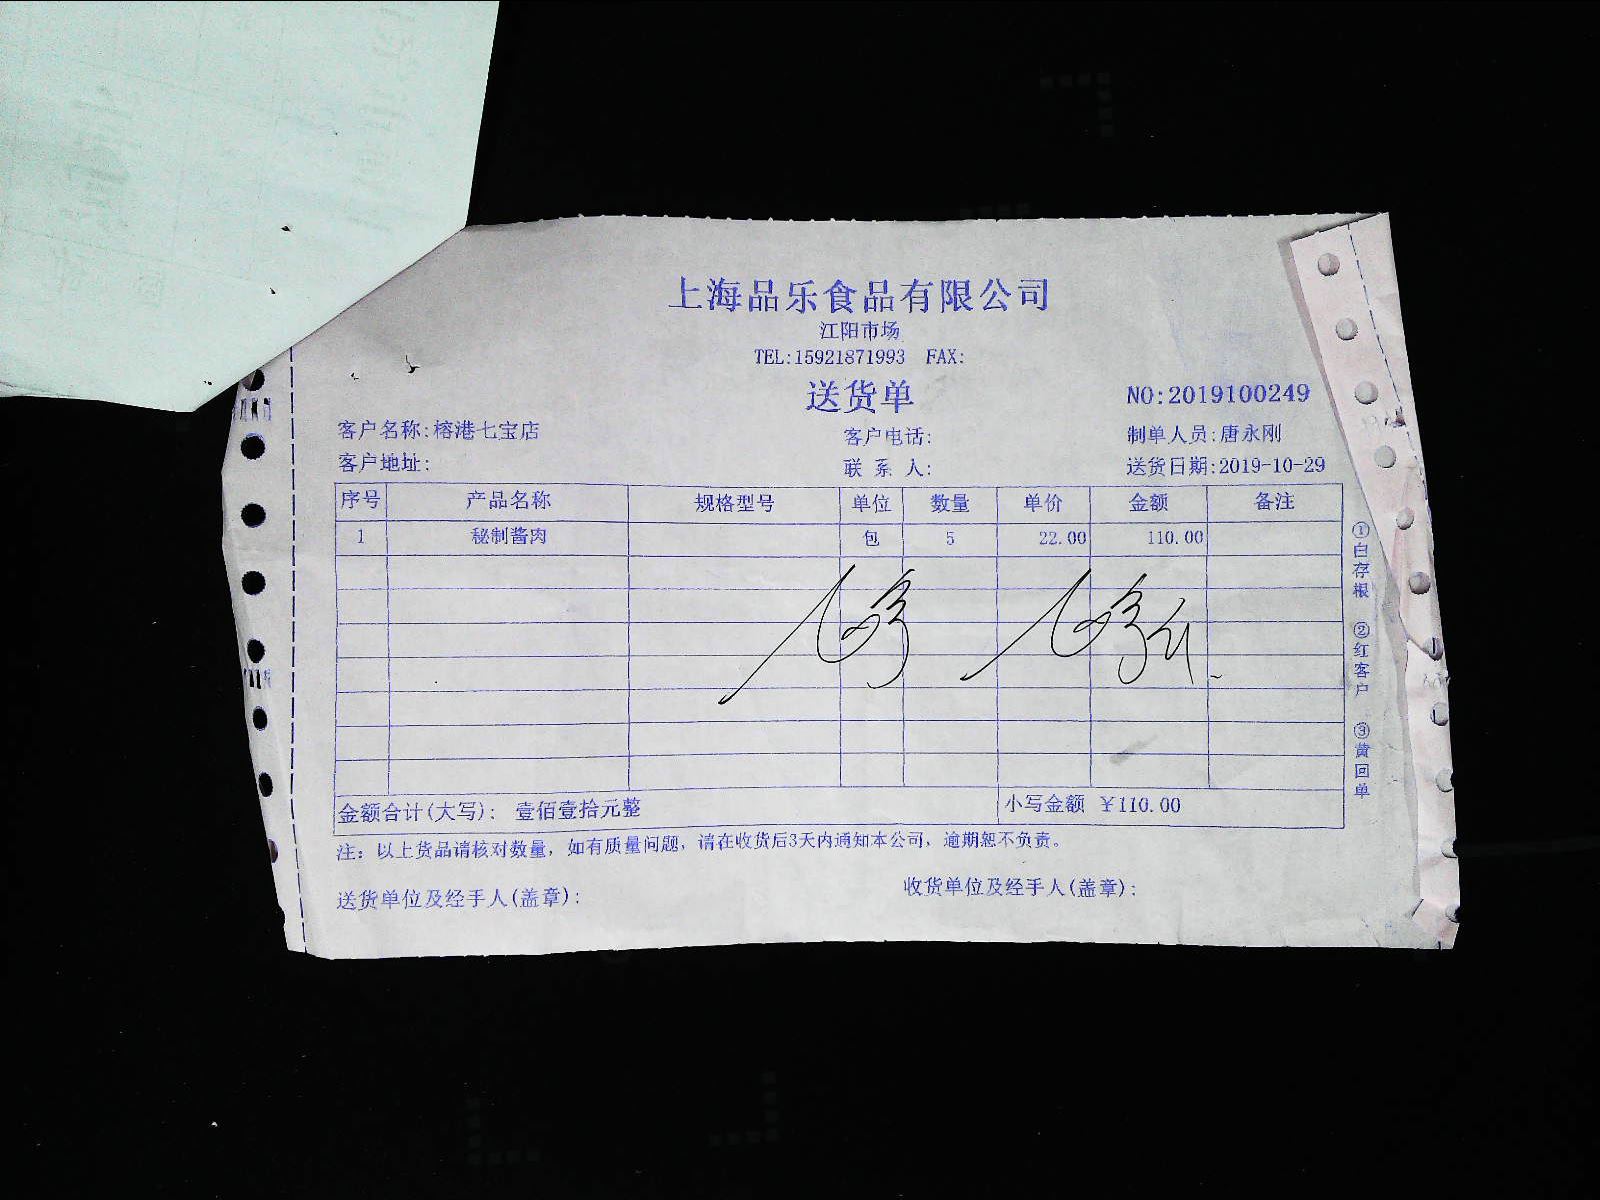 上海品乐食品有限公司
江阳市场
TEL:15921871993 FAX:
送货单
NO:2019100249
客户名称:榕港七宝店 客户电话: 制单人员:唐永刚
客户地址: 联系人: 送货日期:2019-10-29
序号 产品名称 规格型号 单位 数量 单价 金额 备注
1 秘制酱肉 包 5 22.00 110.00
金额合计(大写): 壹佰壹拾元整 小写金额 ￥110.00
注: 以上货品请核对数量, 如有质量问题, 请在收货后3天内通知本公司, 逾期恕不负责。
送货单位及经手人(盖章): 收货单位及经手人(盖章):
①白存根 ②红客户 ③黄回单